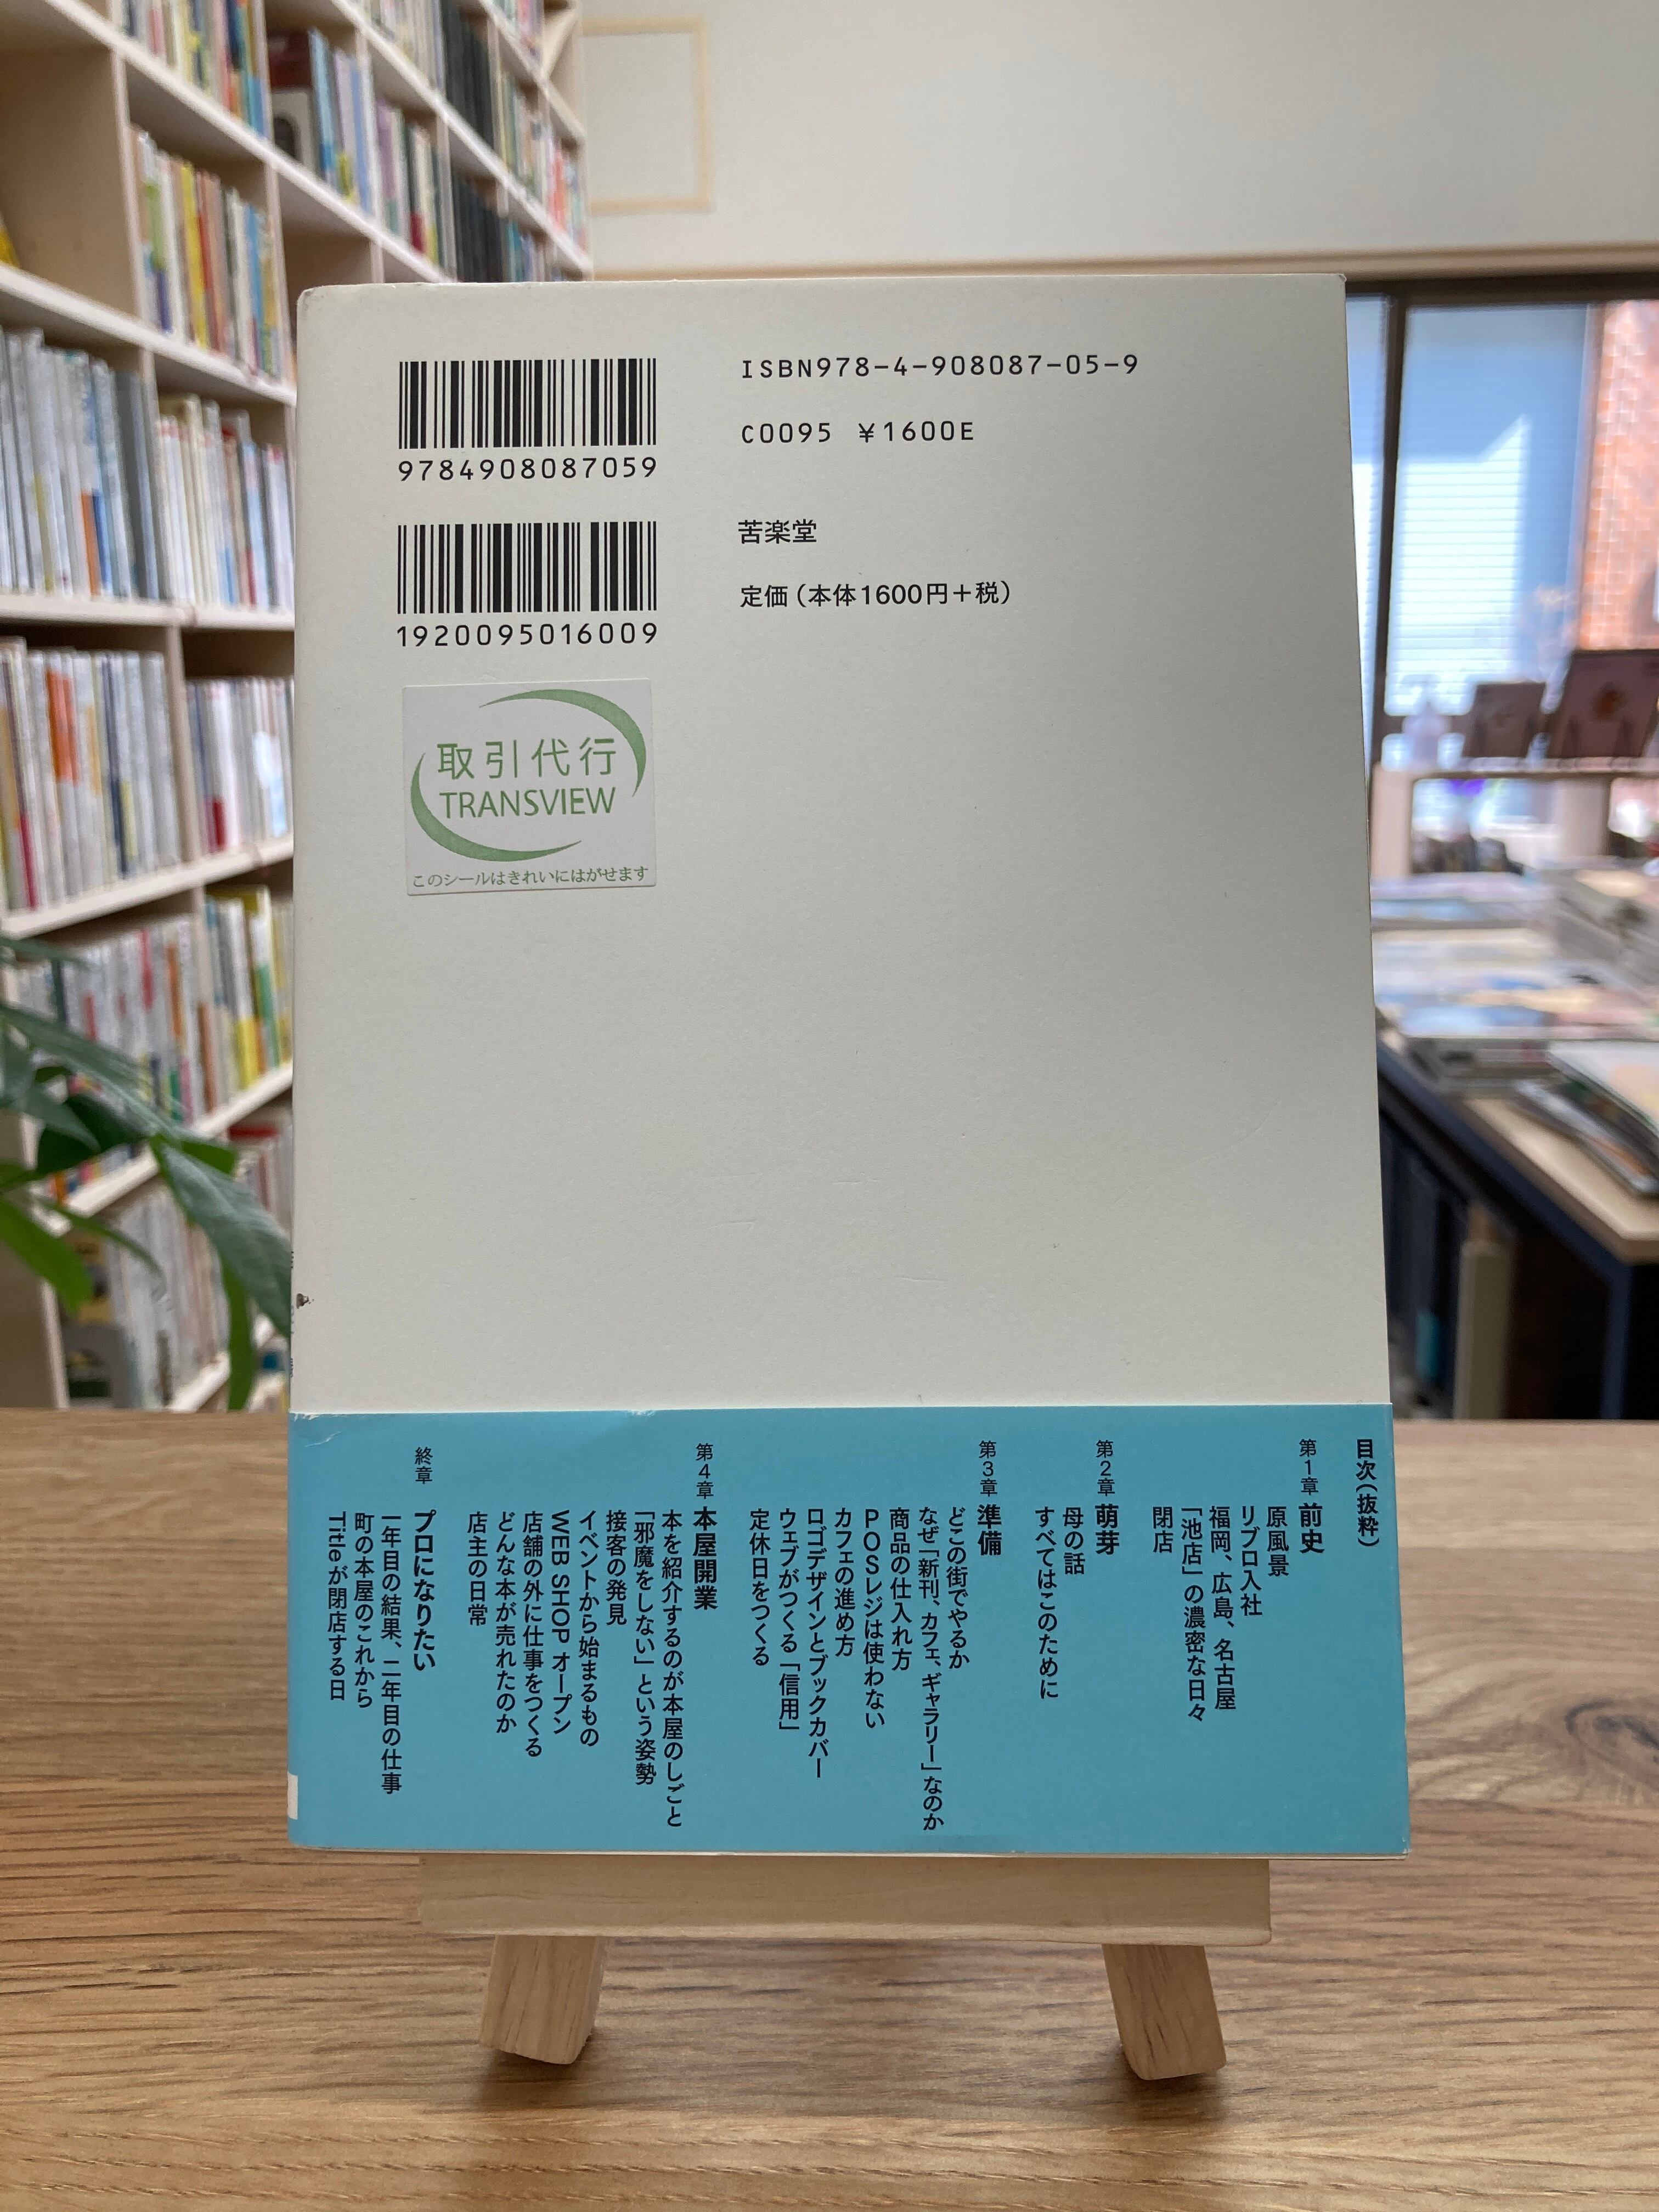 9784908087059
1920095016009
ISBN978-4-908087-05-9
C0095 ¥1600E
苦楽堂
定価（本体1600円＋税）
取引代行
TRANSVIEW
このシールはきれいにはがせます
目次（抜粋）
第1章 前史
原風景
リブロ入社
福岡、広島、名古屋
「池店」の濃密な日々
閉店
第2章 萌芽
母の話
すべてはこのために
第3章 準備
どこの街でやるか
なぜ「新刊、カフェ、ギャラリー」なのか
商品の仕入れ方
POSレジは使わない
カフェの進め方
ロゴデザインとブックカバー
ウェブがつくる「信用」
定休日をつくる
第4章 本屋開業
本を紹介するのが本屋のしごと
「邪魔をしない」という姿勢
接客の発見
イベントから始まるもの
WEB SHOP オープン
店舗の外に仕事をつくる
どんな本が売れたのか
店主の日常
終章 プロになりたい
一年目の結果、二年目の仕事
町の本屋のこれから
Titleが閉店する日